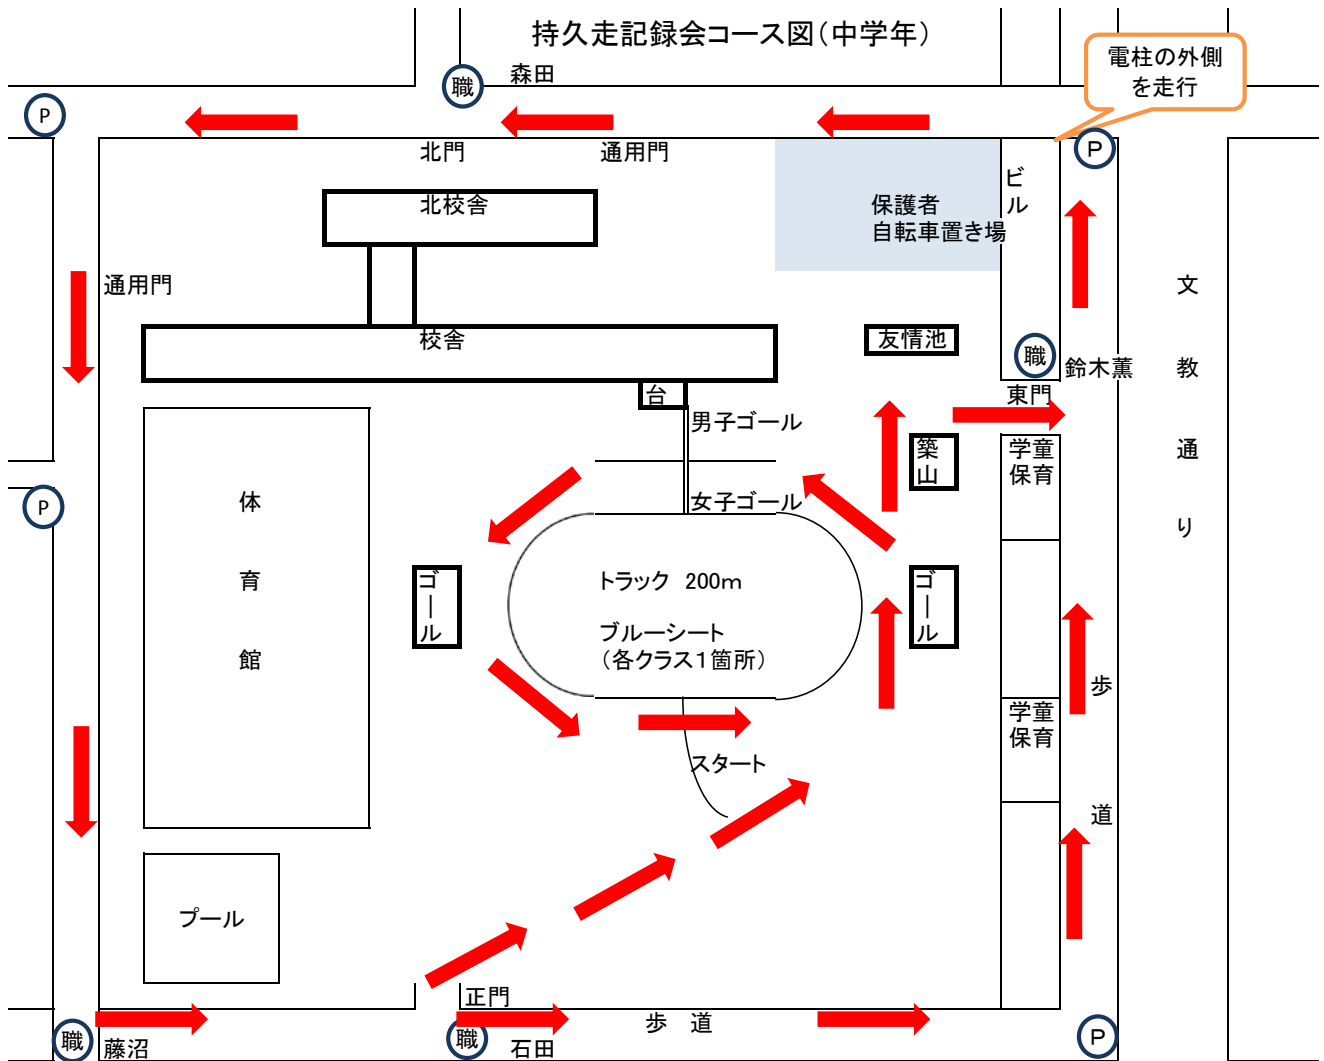 持久走記録会コース図（中学年）
電柱の外側
を走行
職
森田
P
P
北門
通用門
ビル
北校舎
保護者
自転車置き場
通用門
文教通り
校舎
友情池
職
鈴木薫
台
東門
男子ゴール
築山
学童
保育
女子ゴール
P
体育館
ゴール
トラック 200m
ゴール
ブルーシート
（各クラス１箇所）
歩道
学童
保育
スタート
プール
正門
歩 道
職
藤沼
職
石田
P